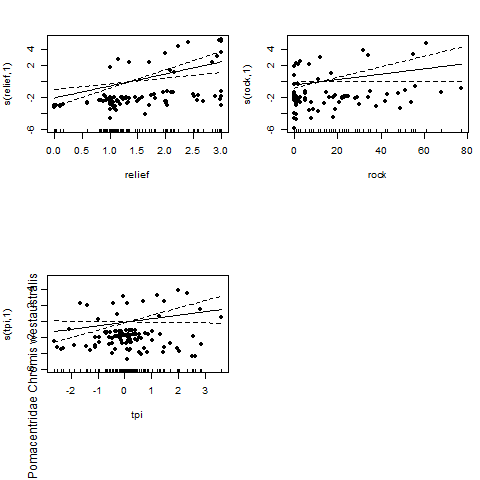 s(relief,1)
4
2
-2
-6
0.0 0.5 1.0 1.5 2.0 2.5 3.0
relief
s(rock,1)
4
2
-2
-6
0 20 40 60 80
rock
s(tpi,1)
-2 -1 0 1 2 3
tpi
Pomacentridae Chromis westaustralis